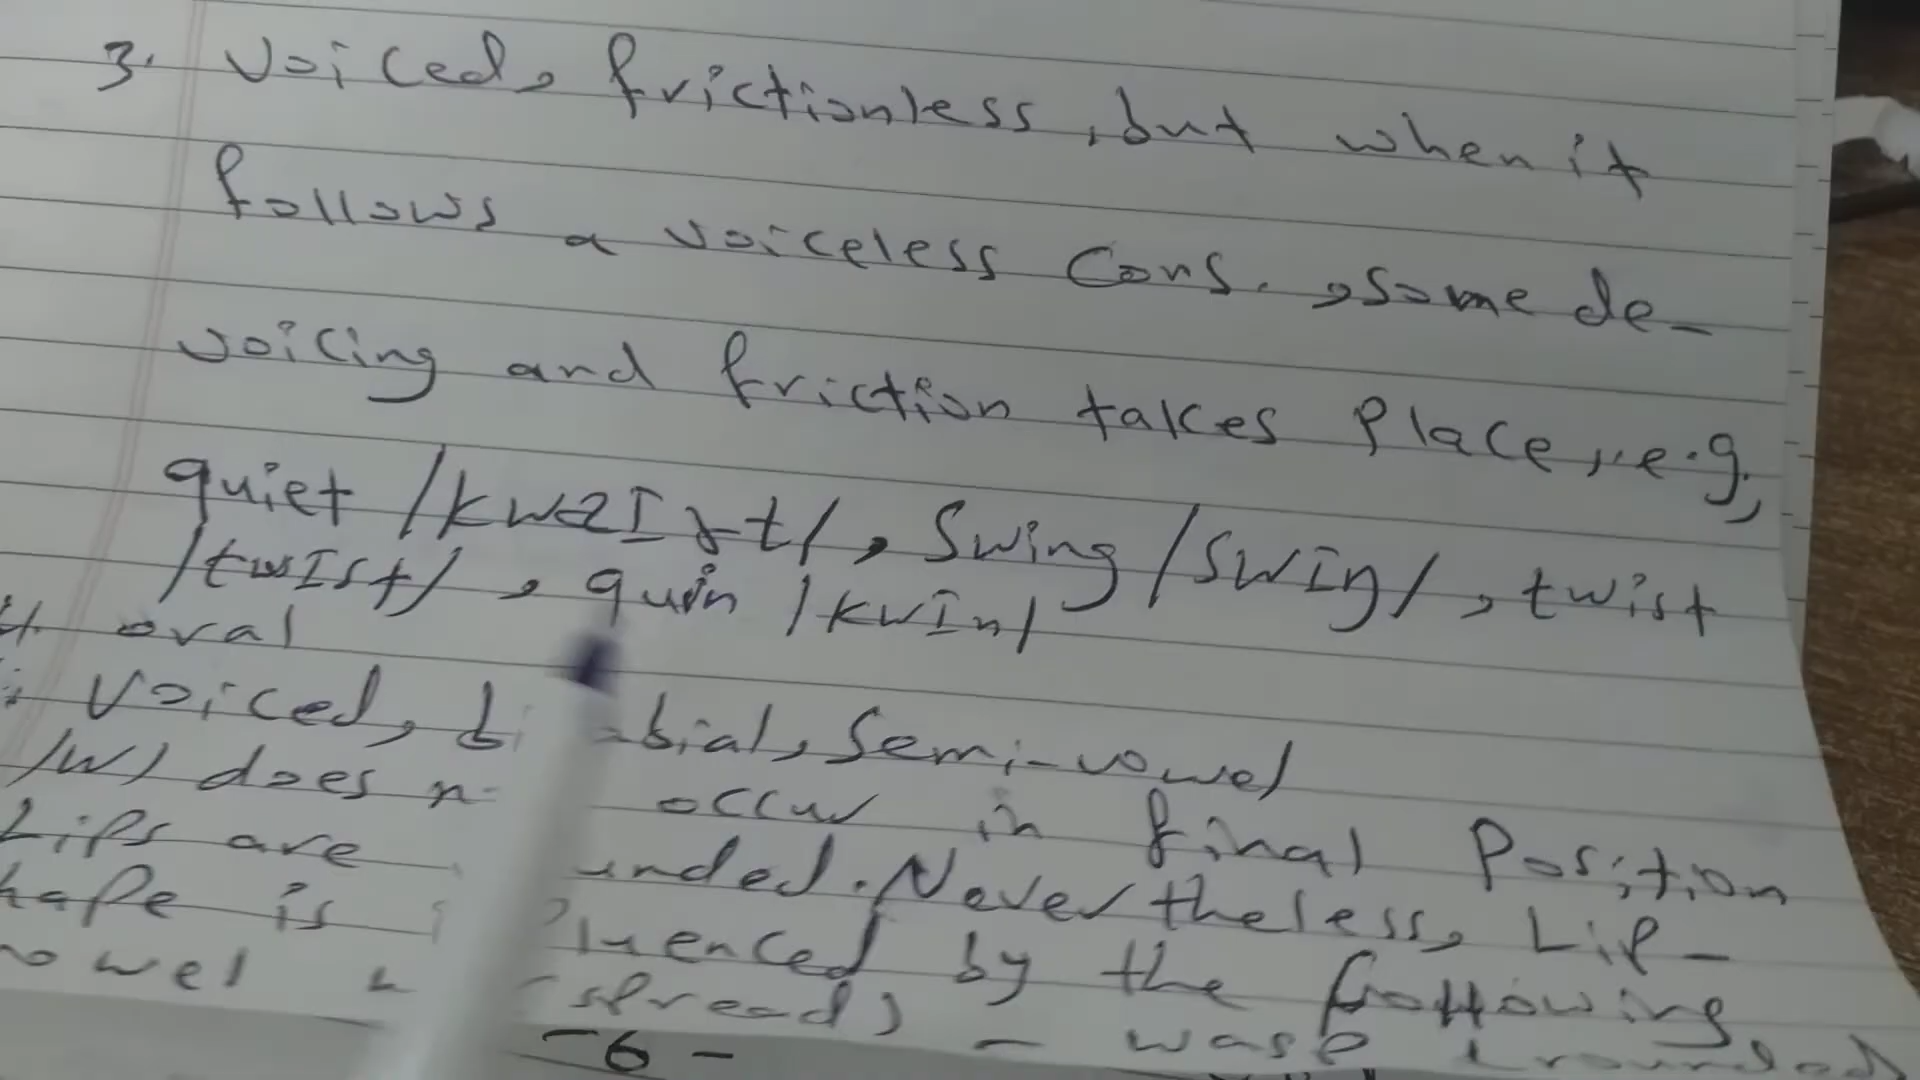 3. Voiced, frictionless, but when it
follows a voiceless Cons., some de-
voicing and friction takes place, e.g.,
quiet /kwaIət/, Swing /swIŋ/, twist
/twIst/, quin /kwIn/
4. oral
Voiced, bilabial, Semi-vowel
/w/ does occur in final Position
Lips are rounded. Nevertheless, Lip-
shape is influenced by the following
vowel (spread) -
- 6 -